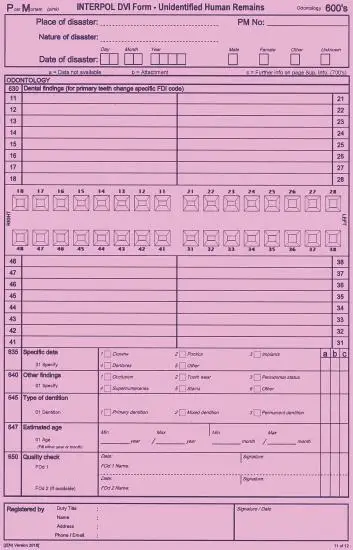 Post Mortem (pink) INTERPOL DVI Form - Unidentified Human Remains Odontology 600's
Place of disaster: PM No:
Nature of disaster:
Day Month Year Male Female Other Unknown
Date of disaster:
a = Data not available b = Attachment c = Further info on page Sup. Info. (700's)
ODONTOLOGY
630 Dental findings (for primary teeth change specific FDI code)
11 21
12 22
13 23
14 24
15 25
16 26
17 27
18 28
18 17 16 15 14 13 12 11 21 22 23 24 25 26 27 28
RIGHT LEFT
48 47 46 45 44 43 42 41 31 32 33 34 35 36 37 38
48 38
47 37
46 36
45 35
44 34
43 33
42 32
41 31
635 Specific data 1 Crowns 2 Pontics 3 Implants a b c
01 Specify 4 Dentures 5 Other
640 Other findings 1 Occlusion 2 Tooth wear 3 Periodontal status
01 Specify 4 Supernumeraries 5 Stains 6 Other
645 Type of dentition
01 Dentition 1 Primary dentition 2 Mixed dentition 3 Permanent dentition
647 Estimated age Min Max Min Max
01 Age year / year month / month
(Fill either year or month)
650 Quality check Date: Signature:
FOd 1 FOd 1 Name:
Date: Signature:
FOd 2 (if available) FOd 2 Name:
Registered by Duty Title : Signature / Date
Name :
Address :
Phone / Email :
[ENI Version 2018] 11 of 12